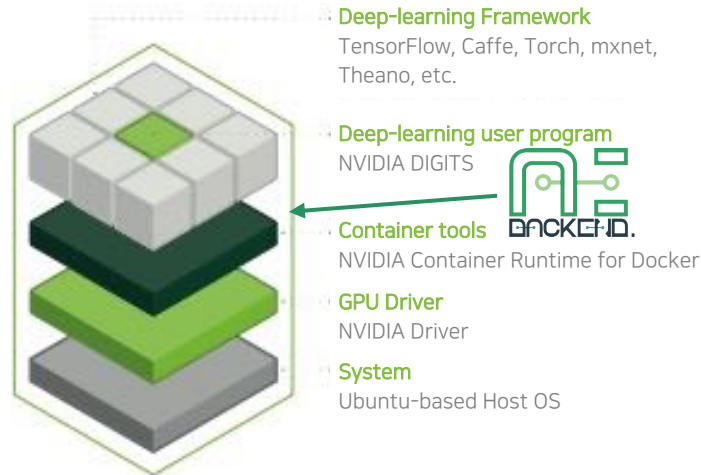 Deep-learning Framework
TensorFlow, Caffe, Torch, mxnet,
Theano, etc.
Deep-learning user program
NVIDIA DIGITS
BACKEND.
Container tools
NVIDIA Container Runtime for Docker
GPU Driver
NVIDIA Driver
System
Ubuntu-based Host OS